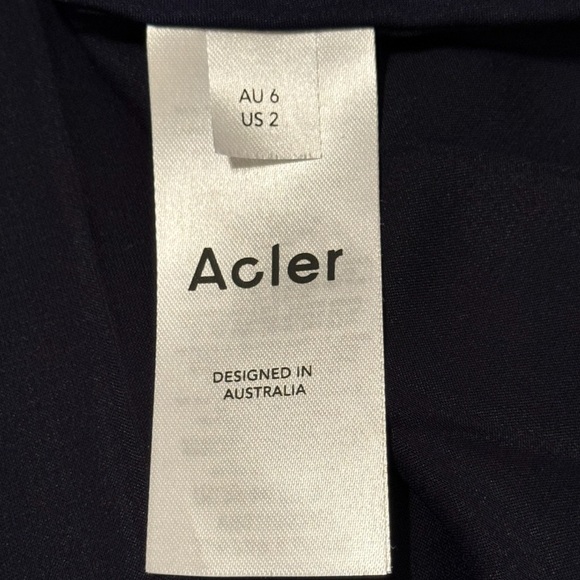 AU 6
US 2
Acler
DESIGNED IN
AUSTRALIA